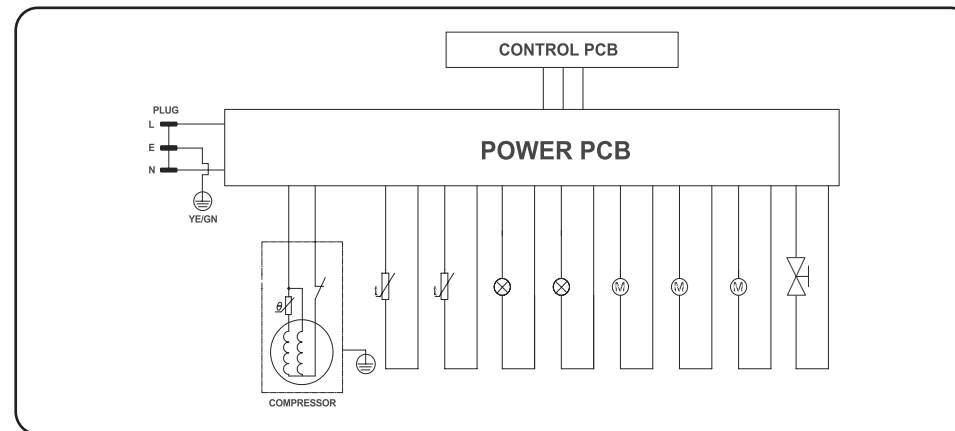 CONTROL PCB
PLUG
L
E
N
POWER PCB
YE/GN
θ
t
t
M
M
M
COMPRESSOR